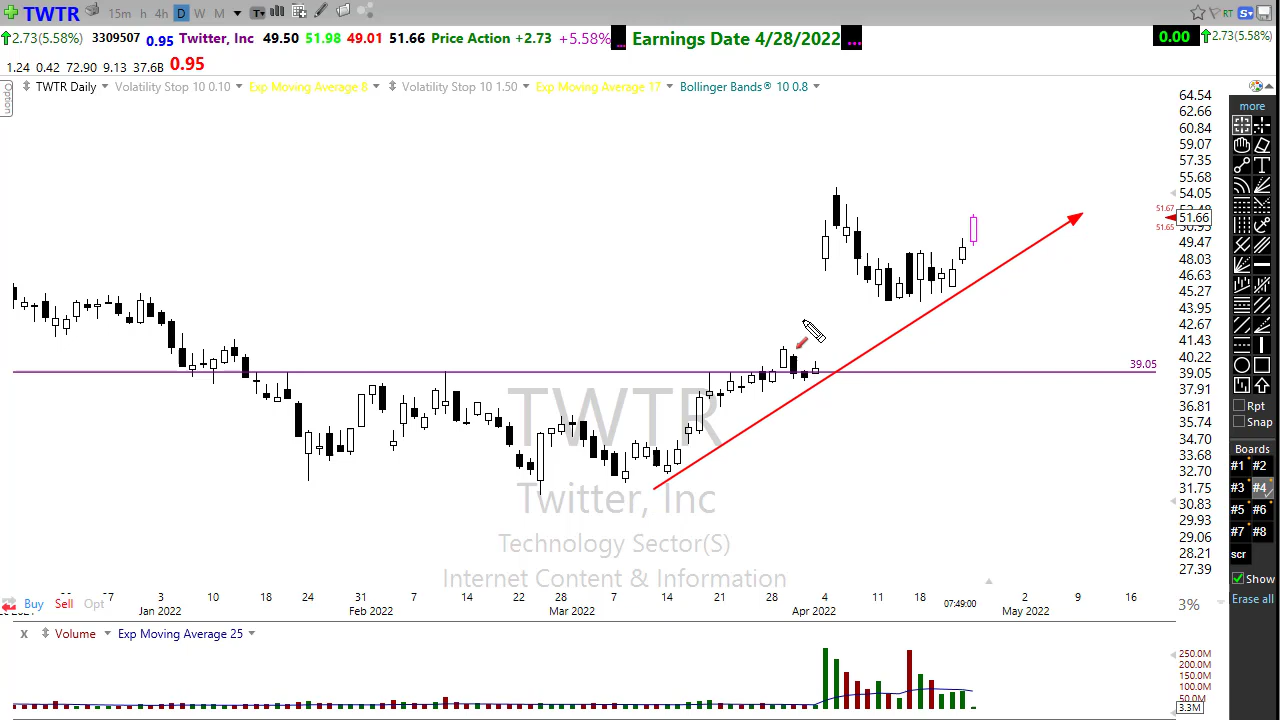 TWTR 15m h 4h D W M T
2.73(5.58%) 3309507 0.95 Twitter, Inc 49.50 51.98 49.01 51.66 Price Action +2.73 +5.58% ... Earnings Date 4/28/2022 ... 0.00 2.73(5.58%)
RT S
1.24 0.42 72.90 9.13 37.6B 0.95
Option
TWTR Daily Volatility Stop 10 0.10 Exp Moving Average 8 Volatility Stop 10 1.50 Exp Moving Average 17 Bollinger Bands® 10 0.8
64.54
62.66
60.84
59.07
57.35
55.68
54.05
51.67
51.66
51.65
49.47
48.03
46.63
45.27
43.95
42.67
41.43
40.22
39.05
39.05
37.91
36.81
35.74
34.70
33.68
32.70
31.75
30.83
29.93
29.06
28.21
27.39
TWTR
Twitter, Inc
Technology Sector(S)
Internet Content & Information
more
Rpt
Snap
Boards
#1 #2
#3 #4
#5 #6
#7 #8
scr
Show
Erase all
27 3 10 18 24 31 7 14 22 28 7 14 21 28 4 11 18 07:49:00 2 9 16
Jan 2022 Feb 2022 Mar 2022 Apr 2022 May 2022
Buy Sell Opt
3%
X Volume Exp Moving Average 25
250.0M
200.0M
150.0M
100.0M
50.0M
3.3M